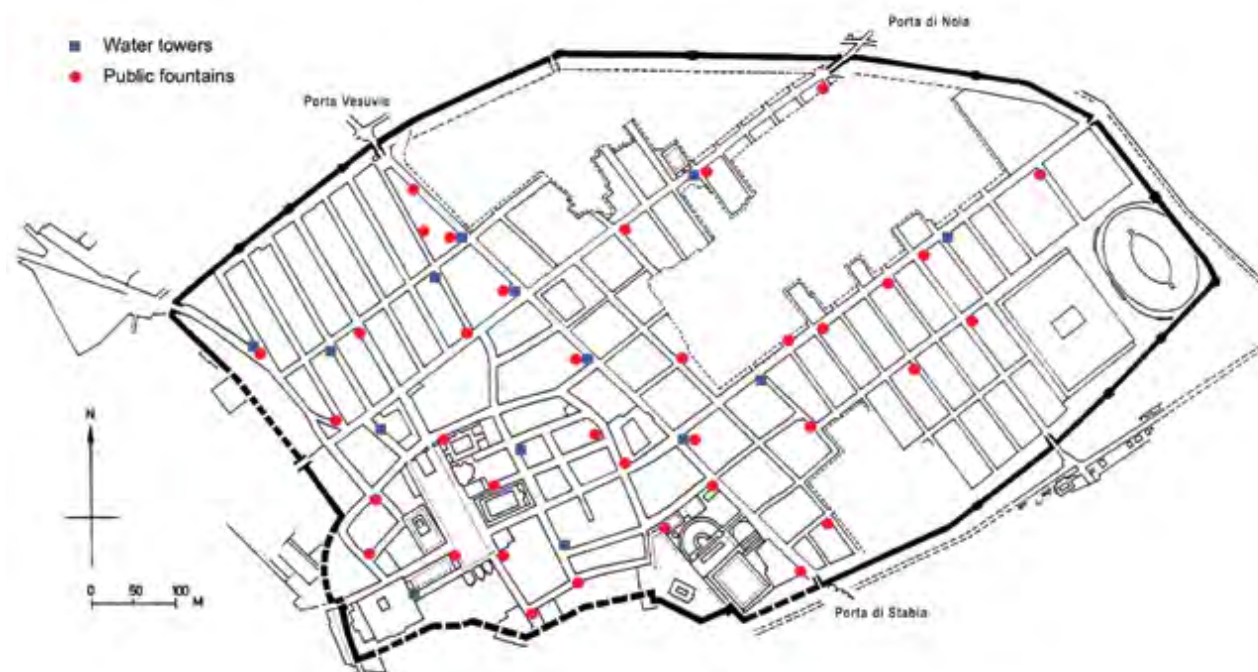 Water towers
Public fountains
Porta di Nola
Porta Vesuvio
N
0 50 100 M
Porta di Stabia